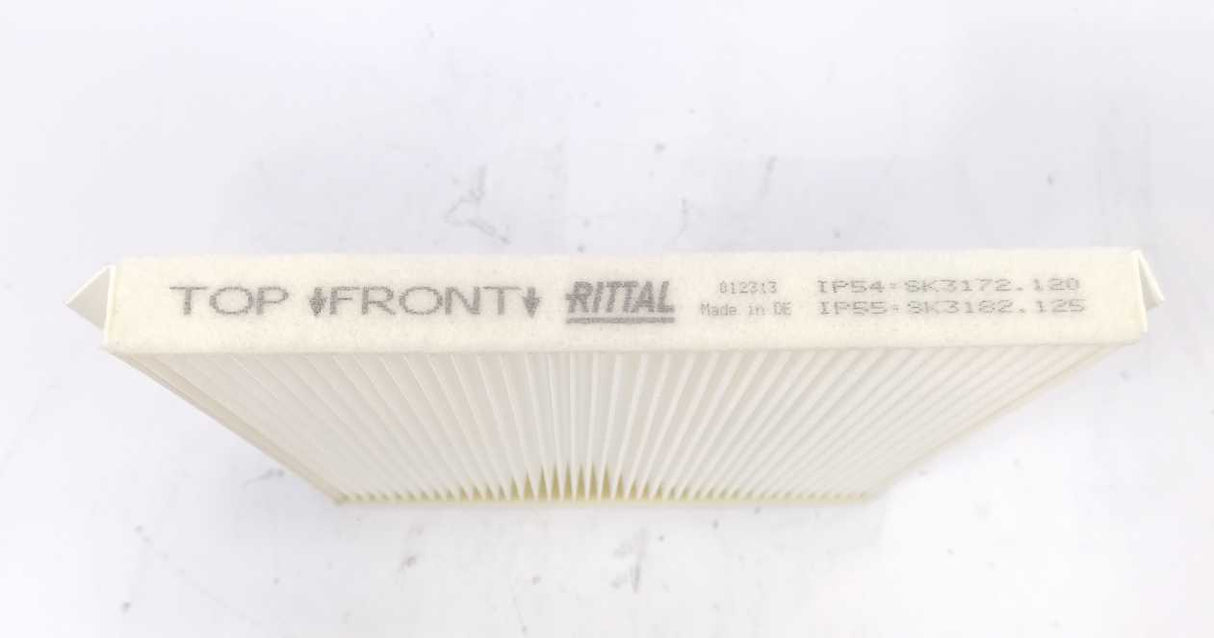 TOP ↓FRONT↓ RITTAL
012313
Made in DE
IP54:SK3172.120
IP55:SK3182.125